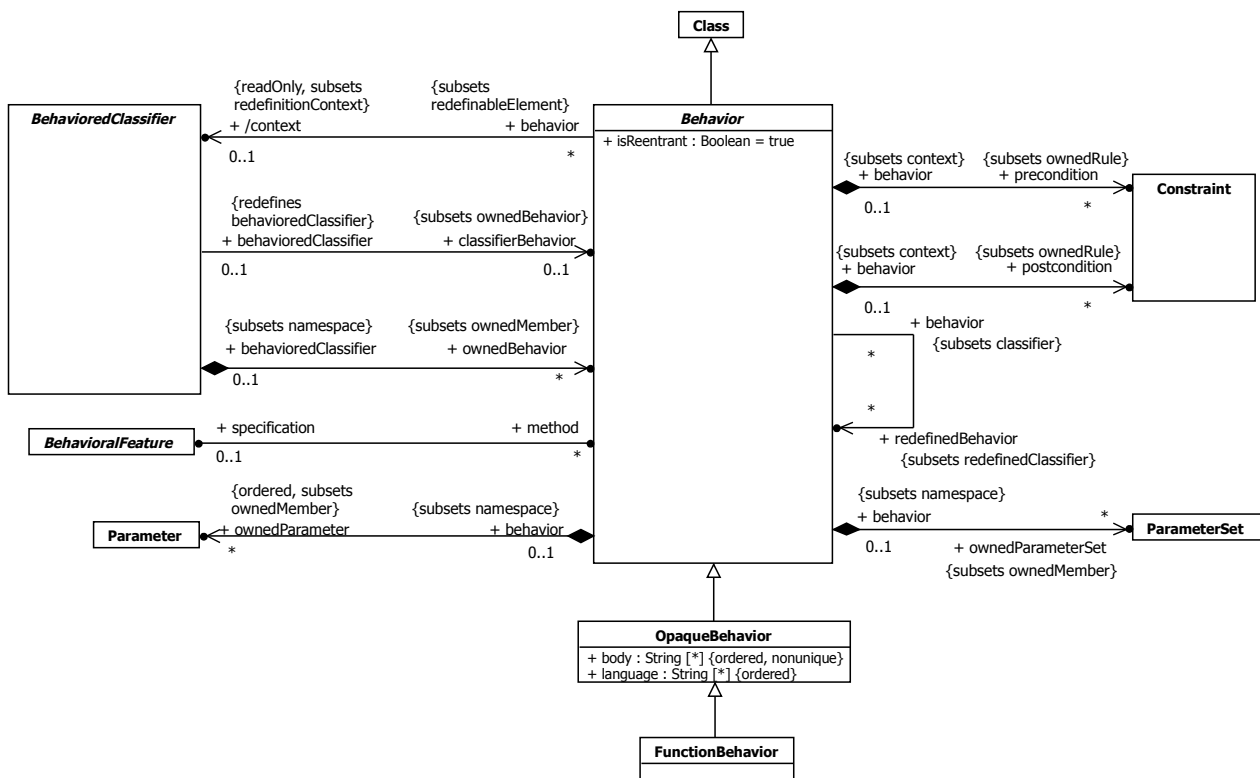 Class
{readOnly, subsets
redefinitionContext}
+ /context
0..1
{subsets
redefinableElement}
+ behavior
*
BehavioredClassifier
Behavior
+ isReentrant : Boolean = true
{redefines
behavioredClassifier}
+ behavioredClassifier
0..1
{subsets ownedBehavior}
+ classifierBehavior
0..1
{subsets namespace}
+ behavioredClassifier
0..1
{subsets ownedMember}
+ ownedBehavior
*
BehavioralFeature
+ specification
0..1
+ method
*
Parameter
{ordered, subsets
ownedMember}
+ ownedParameter
*
{subsets namespace}
+ behavior
0..1
{subsets context}
+ behavior
0..1
{subsets ownedRule}
+ precondition
*
Constraint
{subsets context}
+ behavior
0..1
{subsets ownedRule}
+ postcondition
*
+ behavior
{subsets classifier}
*
*
+ redefinedBehavior
{subsets redefinedClassifier}
{subsets namespace}
+ behavior
0..1
*
+ ownedParameterSet
{subsets ownedMember}
ParameterSet
OpaqueBehavior
+ body : String [*] {ordered, nonunique}
+ language : String [*] {ordered}
FunctionBehavior